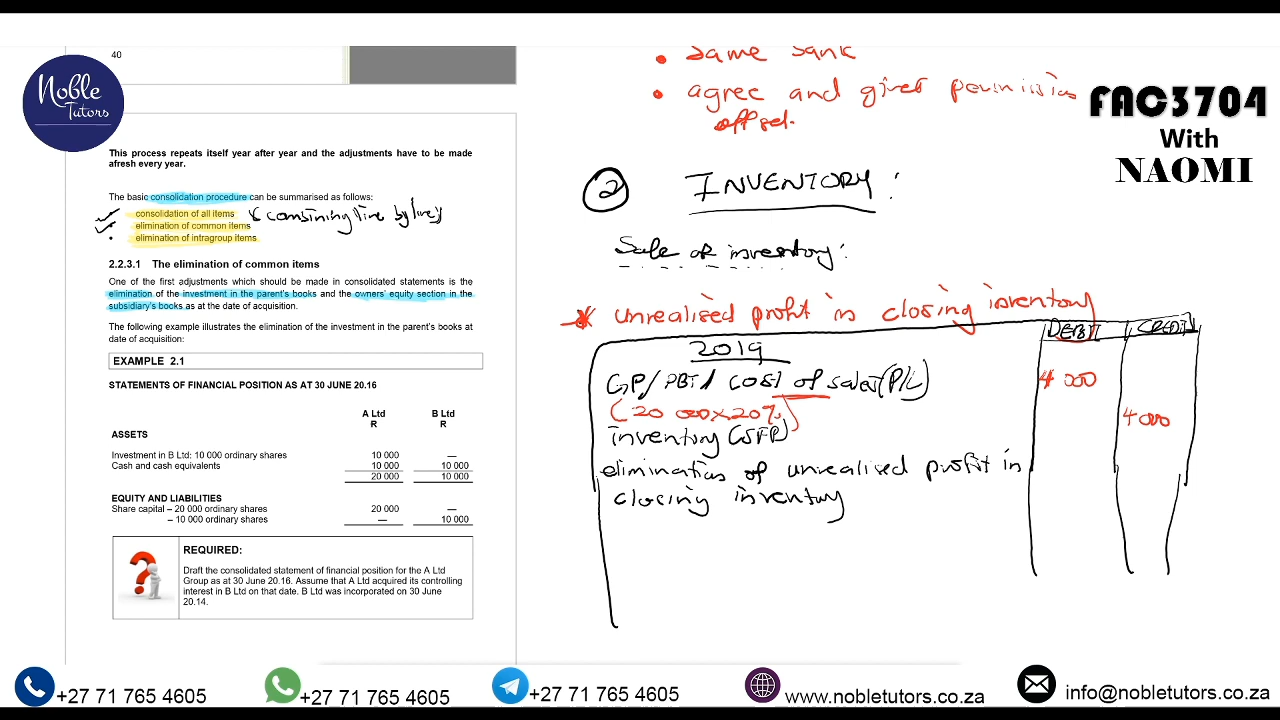 40
Noble
Tutors
This process repeats itself year after year and the adjustments have to be made
afresh every year.
The basic consolidation procedure can be summarised as follows:
consolidation of all items (combining line by line)
elimination of common items
• elimination of intragroup items
2.2.3.1 The elimination of common items
One of the first adjustments which should be made in consolidated statements is the
elimination of the investment in the parent's books and the owners' equity section in the
subsidiary's books as at the date of acquisition.
The following example illustrates the elimination of the investment in the parent's books at
date of acquisition:
EXAMPLE 2.1
STATEMENTS OF FINANCIAL POSITION AS AT 30 JUNE 20.16
A Ltd B Ltd
R R
ASSETS
Investment in B Ltd: 10 000 ordinary shares 10 000 —
Cash and cash equivalents 10 000 10 000
20 000 10 000
EQUITY AND LIABILITIES
Share capital – 20 000 ordinary shares 20 000 —
– 10 000 ordinary shares — 10 000
?
REQUIRED:
Draft the consolidated statement of financial position for the A Ltd
Group as at 30 June 20.16. Assume that A Ltd acquired its controlling
interest in B Ltd on that date. B Ltd was incorporated on 30 June
20.14.
• same bank
• agree and gives permission
offset.
② INVENTORY:
Sale of inventory:
* unrealised profit in closing inventory
DEBIT CREDIT
2019
GP/PBT/cost of sales (P/L) 4 000
(20 000x20%) 4 000
inventory (SFP)
elimination of unrealised profit in
closing inventory
FAC3704
With
NAOMI
+27 71 765 4605
+27 71 765 4605
+27 71 765 4605
www.nobletutors.co.za
info@nobletutors.co.za